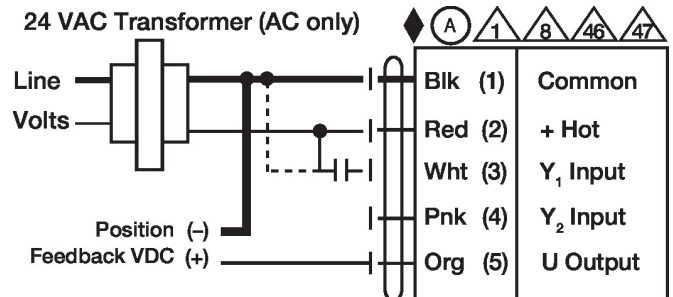 24 VAC Transformer (AC only)
A 1 8 46 47
Line
Volts
Blk (1) Common
Red (2) + Hot
Wht (3) Y1 Input
Pnk (4) Y2 Input
Position (–)
Feedback VDC (+)
Org (5) U Output